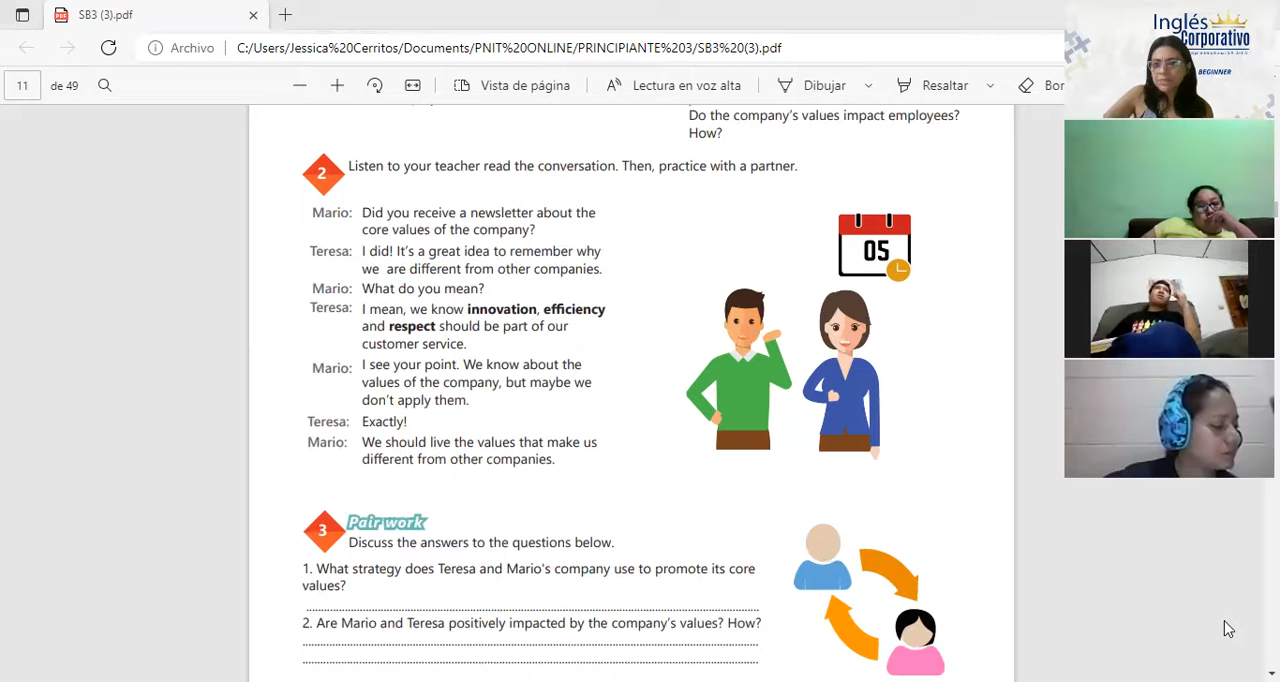 SB3 (3).pdf
Archivo
C:/Users/Jessica%20Cerritos/Documents/PNIT%20ONLINE/PRINCIPIANTE%203/SB3%20(3).pdf
11
de 49
Vista de página
Lectura en voz alta
Dibujar
Resaltar
Bor
Inglés
Corporativo
BEGINNER
Do the company's values impact employees?
How?
2
Listen to your teacher read the conversation. Then, practice with a partner.
Mario: Did you receive a newsletter about the
core values of the company?
Teresa: I did! It's a great idea to remember why
we are different from other companies.
Mario: What do you mean?
Teresa: I mean, we know innovation, efficiency
and respect should be part of our
customer service.
Mario: I see your point. We know about the
values of the company, but maybe we
don't apply them.
Teresa: Exactly!
Mario: We should live the values that make us
different from other companies.
05
3
Pair work
Discuss the answers to the questions below.
1. What strategy does Teresa and Mario's company use to promote its core
values?
2. Are Mario and Teresa positively impacted by the company's values? How?